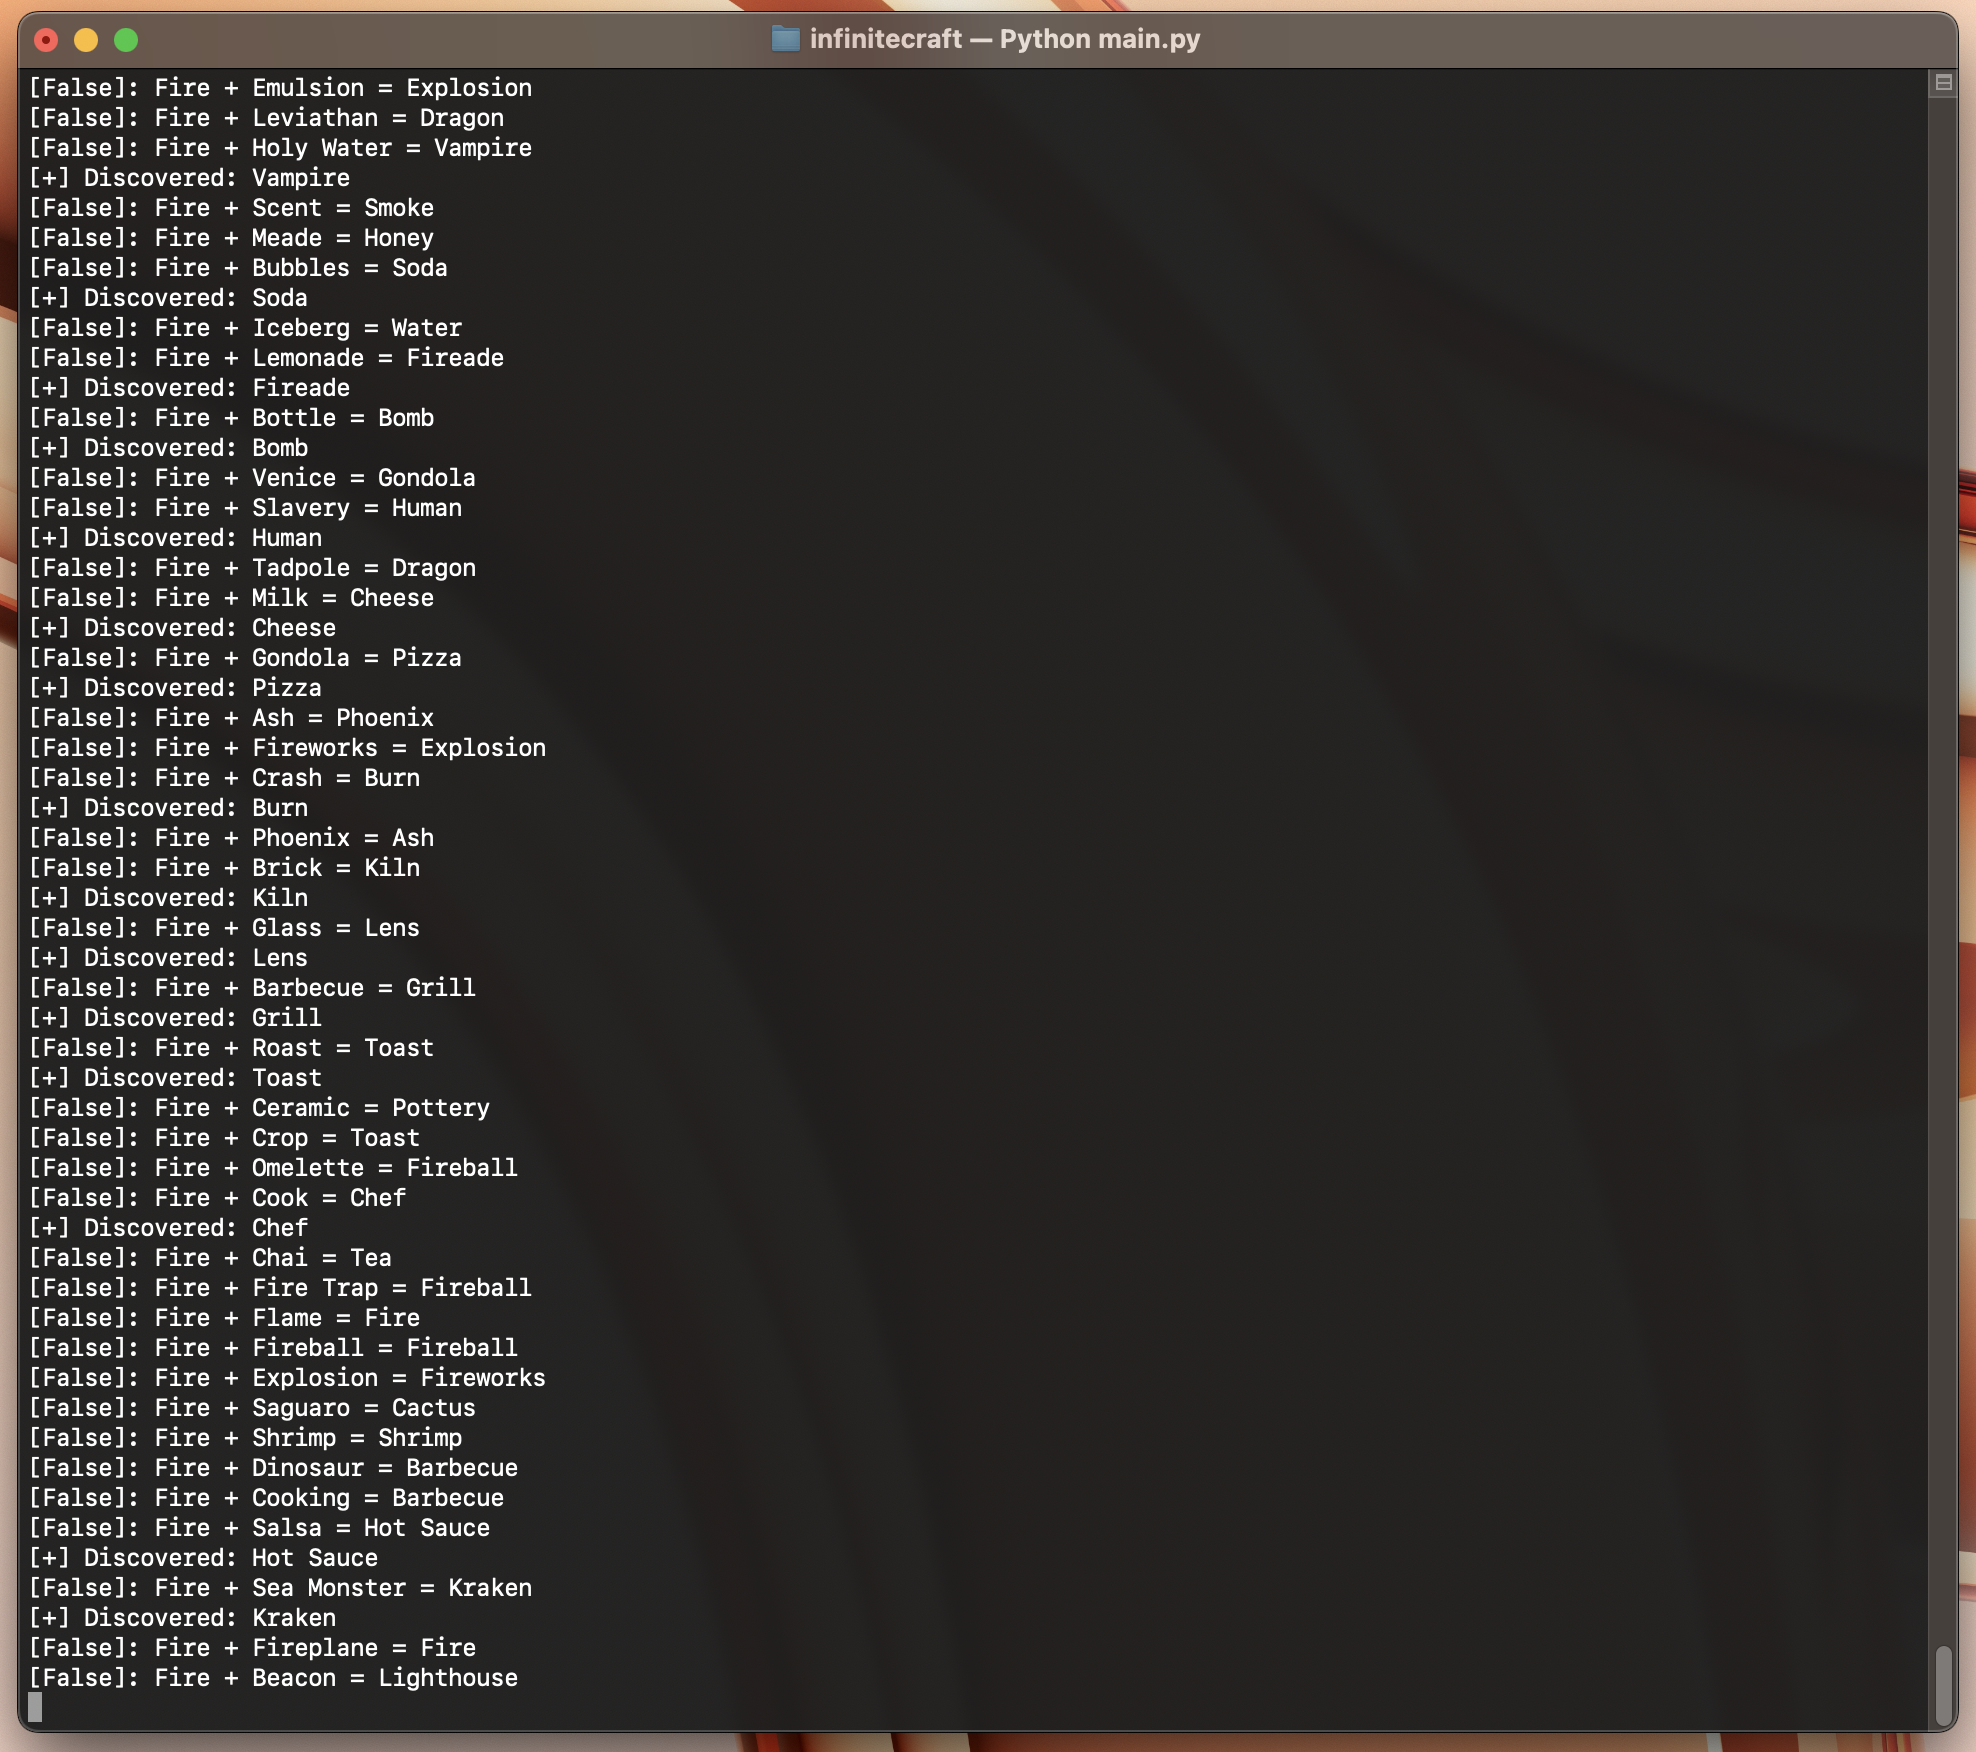 infinitecraft — Python main.py
[False]: Fire + Emulsion = Explosion
[False]: Fire + Leviathan = Dragon
[False]: Fire + Holy Water = Vampire
[+] Discovered: Vampire
[False]: Fire + Scent = Smoke
[False]: Fire + Meade = Honey
[False]: Fire + Bubbles = Soda
[+] Discovered: Soda
[False]: Fire + Iceberg = Water
[False]: Fire + Lemonade = Fireade
[+] Discovered: Fireade
[False]: Fire + Bottle = Bomb
[+] Discovered: Bomb
[False]: Fire + Venice = Gondola
[False]: Fire + Slavery = Human
[+] Discovered: Human
[False]: Fire + Tadpole = Dragon
[False]: Fire + Milk = Cheese
[+] Discovered: Cheese
[False]: Fire + Gondola = Pizza
[+] Discovered: Pizza
[False]: Fire + Ash = Phoenix
[False]: Fire + Fireworks = Explosion
[False]: Fire + Crash = Burn
[+] Discovered: Burn
[False]: Fire + Phoenix = Ash
[False]: Fire + Brick = Kiln
[+] Discovered: Kiln
[False]: Fire + Glass = Lens
[+] Discovered: Lens
[False]: Fire + Barbecue = Grill
[+] Discovered: Grill
[False]: Fire + Roast = Toast
[+] Discovered: Toast
[False]: Fire + Ceramic = Pottery
[False]: Fire + Crop = Toast
[False]: Fire + Omelette = Fireball
[False]: Fire + Cook = Chef
[+] Discovered: Chef
[False]: Fire + Chai = Tea
[False]: Fire + Fire Trap = Fireball
[False]: Fire + Flame = Fire
[False]: Fire + Fireball = Fireball
[False]: Fire + Explosion = Fireworks
[False]: Fire + Saguaro = Cactus
[False]: Fire + Shrimp = Shrimp
[False]: Fire + Dinosaur = Barbecue
[False]: Fire + Cooking = Barbecue
[False]: Fire + Salsa = Hot Sauce
[+] Discovered: Hot Sauce
[False]: Fire + Sea Monster = Kraken
[+] Discovered: Kraken
[False]: Fire + Fireplane = Fire
[False]: Fire + Beacon = Lighthouse